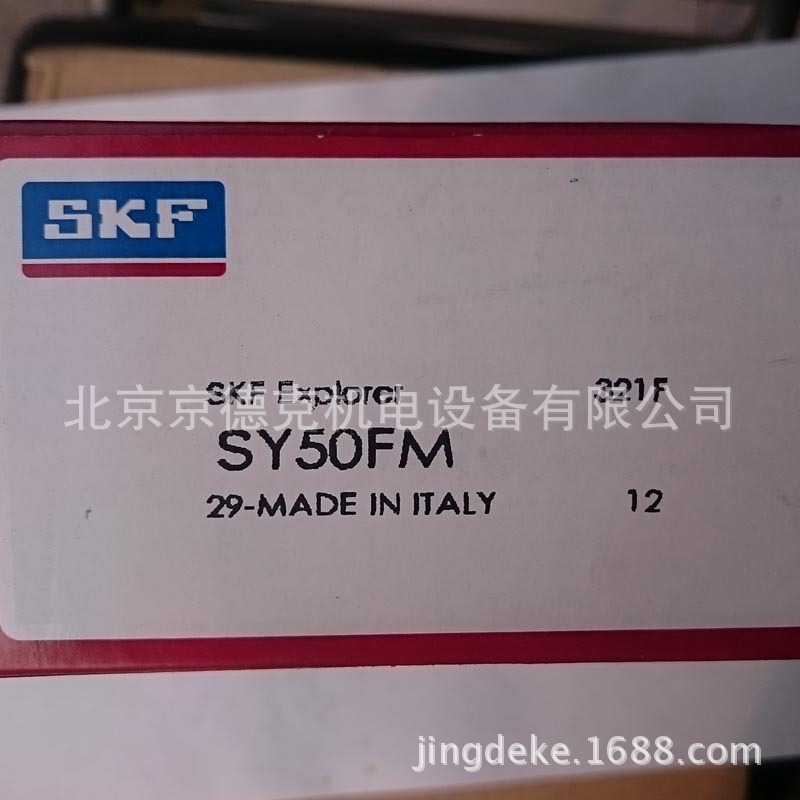 SKF
SKF Explorer 321F
北京京德克机电设备有限公司
SY50FM
29-MADE IN ITALY 12
jingdeke.1688.com